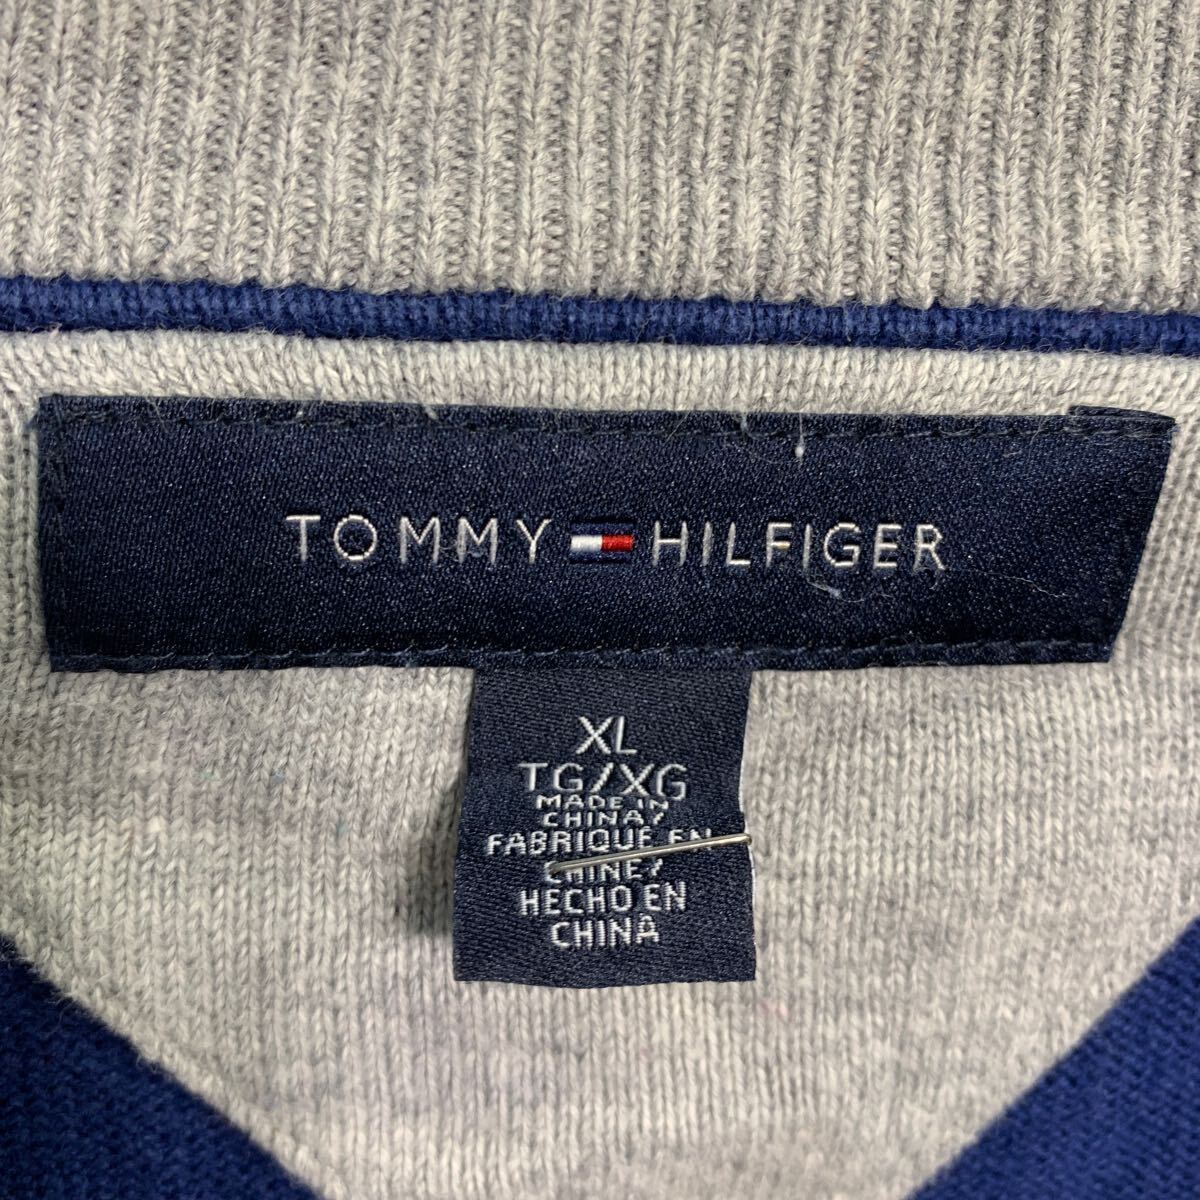 TOMMY HILFIGER
XL
TG/XG
MADE IN
CHINA/
FABRIQUE EN
CHINE/
HECHO EN
CHINA